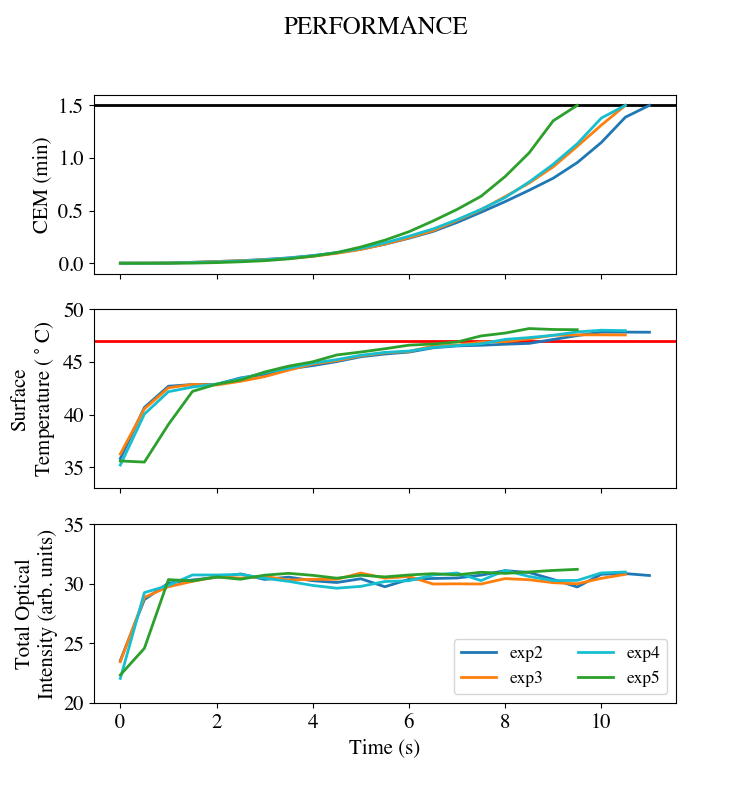 PERFORMANCE
CEM (min)
1.5
1.0
0.5
0.0
Surface
Temperature (°C)
50
45
40
35
Total Optical
Intensity (arb. units)
35
30
25
20
exp2
exp4
exp3
exp5
0 2 4 6 8 10
Time (s)